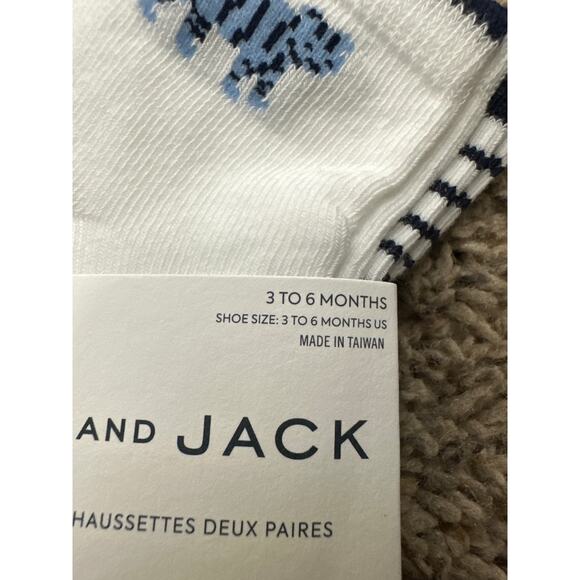 3 TO 6 MONTHS
SHOE SIZE: 3 TO 6 MONTHS US
MADE IN TAIWAN
AND JACK
HAUSSETTES DEUX PAIRES